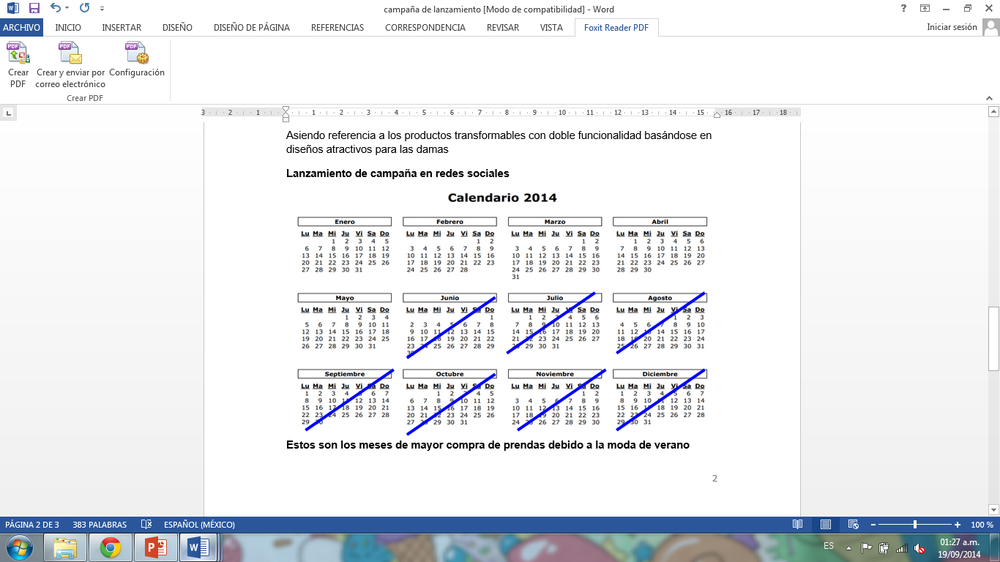 campaña de lanzamiento [Modo de compatibilidad] - Word
ARCHIVO INICIO INSERTAR DISEÑO DISEÑO DE PÁGINA REFERENCIAS CORRESPONDENCIA REVISAR VISTA Foxit Reader PDF Iniciar sesión
Crear PDF
Crear y enviar por correo electrónico
Configuración
Crear PDF
3 2 1 1 2 3 4 5 6 7 8 9 10 11 12 13 14 15 16 17 18
Asiendo referencia a los productos transformables con doble funcionalidad basándose en
diseños atractivos para las damas
Lanzamiento de campaña en redes sociales
Calendario 2014
Enero Febrero Marzo Abril
Lu Ma Mi Ju Vi Sa Do Lu Ma Mi Ju Vi Sa Do Lu Ma Mi Ju Vi Sa Do Lu Ma Mi Ju Vi Sa Do
1 2 3 4 5 1 2 1 2 1 2 3 4 5 6
6 7 8 9 10 11 12 3 4 5 6 7 8 9 3 4 5 6 7 8 9 7 8 9 10 11 12 13
13 14 15 16 17 18 19 10 11 12 13 14 15 16 10 11 12 13 14 15 16 14 15 16 17 18 19 20
20 21 22 23 24 25 26 17 18 19 20 21 22 23 17 18 19 20 21 22 23 21 22 23 24 25 26 27
27 28 29 30 31 24 25 26 27 28 24 25 26 27 28 29 30 28 29 30
31
Mayo Junio Julio Agosto
Lu Ma Mi Ju Vi Sa Do Lu Ma Mi Ju Vi Sa Do Lu Ma Mi Ju Vi Sa Do Lu Ma Mi Ju Vi Sa Do
1 2 3 4 1 1 2 3 4 5 6 1 2 3
5 6 7 8 9 10 11 2 3 4 5 6 7 8 7 8 9 10 11 12 13 4 5 6 7 8 9 10
12 13 14 15 16 17 18 9 10 11 12 13 14 15 14 15 16 17 18 19 20 11 12 13 14 15 16 17
19 20 21 22 23 24 25 16 17 18 19 20 21 22 21 22 23 24 25 26 27 18 19 20 21 22 23 24
26 27 28 29 30 31 23 24 25 26 27 28 29 28 29 30 31 25 26 27 28 29 30 31
30
Septiembre Octubre Noviembre Diciembre
Lu Ma Mi Ju Vi Sa Do Lu Ma Mi Ju Vi Sa Do Lu Ma Mi Ju Vi Sa Do Lu Ma Mi Ju Vi Sa Do
1 2 3 4 5 6 7 1 2 3 4 5 1 2 1 2 3 4 5 6 7
8 9 10 11 12 13 14 6 7 8 9 10 11 12 3 4 5 6 7 8 9 8 9 10 11 12 13 14
15 16 17 18 19 20 21 13 14 15 16 17 18 19 10 11 12 13 14 15 16 15 16 17 18 19 20 21
22 23 24 25 26 27 28 20 21 22 23 24 25 26 17 18 19 20 21 22 23 22 23 24 25 26 27 28
29 30 27 28 29 30 31 24 25 26 27 28 29 30 29 30 31
Estos son los meses de mayor compra de prendas debido a la moda de verano
2
PÁGINA 2 DE 3 383 PALABRAS ESPAÑOL (MÉXICO) 100 %
ES 01:27 a.m.
19/09/2014